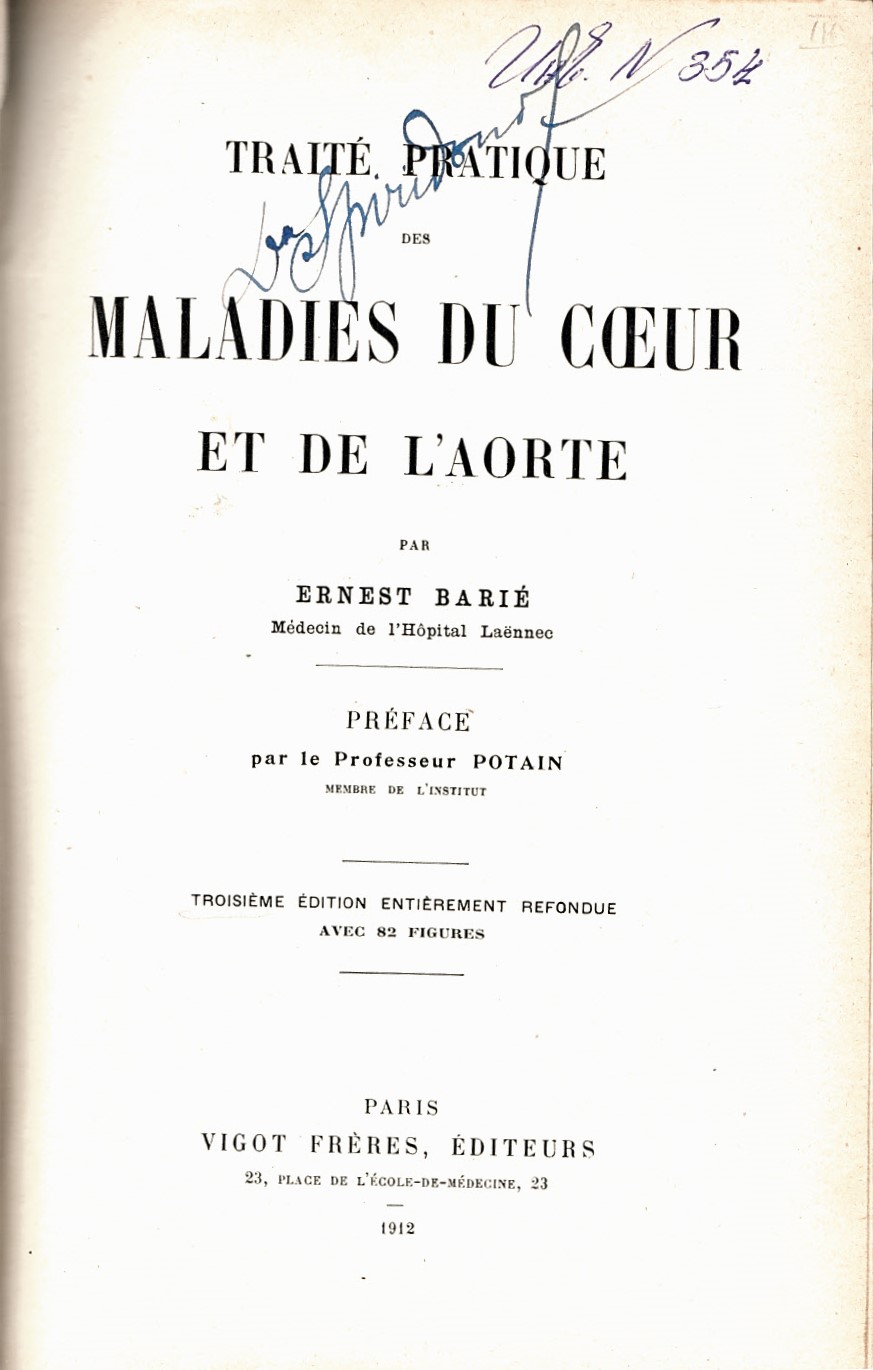 N 354
TRAITÉ PRATIQUE
DES
MALADIES DU CŒUR
ET DE L'AORTE
PAR
ERNEST BARIÉ
Médecin de l'Hôpital Laënnec
PRÉFACE
par le Professeur POTAIN
MEMBRE DE L'INSTITUT
TROISIÈME ÉDITION ENTIÈREMENT REFONDUE
AVEC 82 FIGURES
PARIS
VIGOT FRÈRES, ÉDITEURS
23, PLACE DE L'ÉCOLE-DE-MÉDECINE, 23
1912